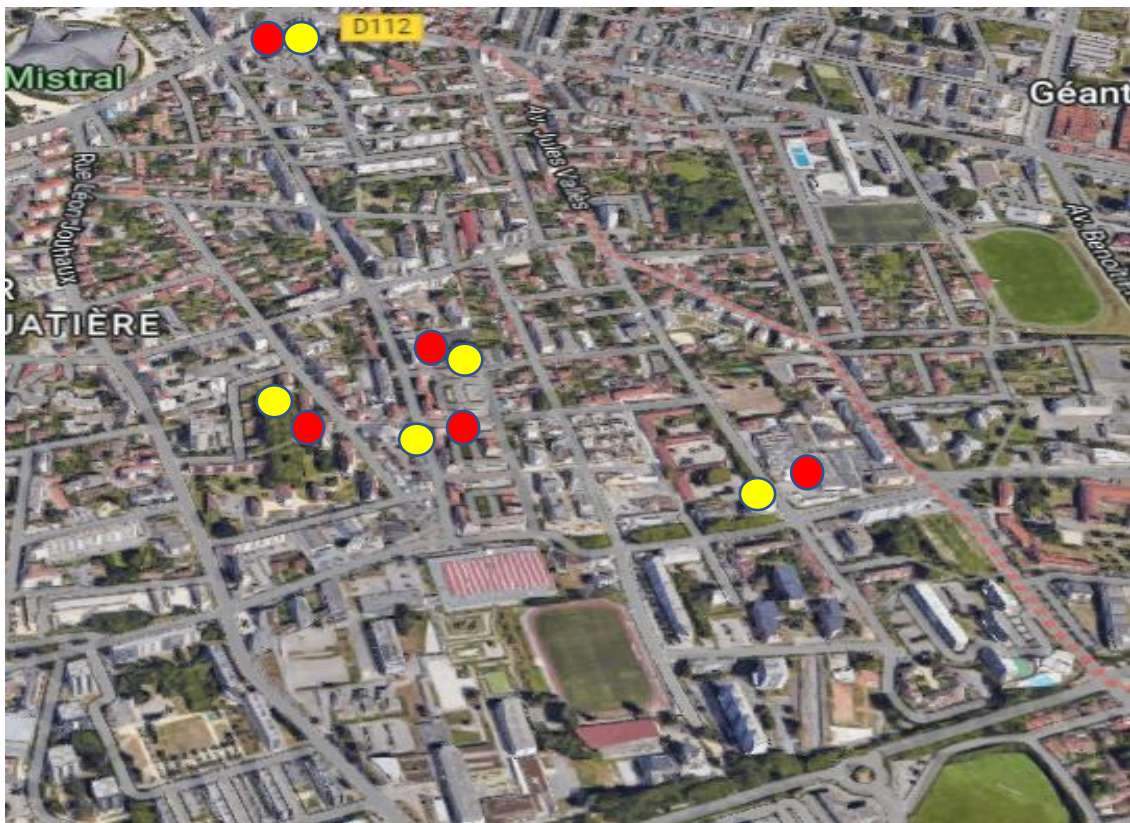 D112
Mistral
Géant
Av. Jules Vallès
Rue Léon Jouhaux
Av. Benoît
R
UATIÈRE